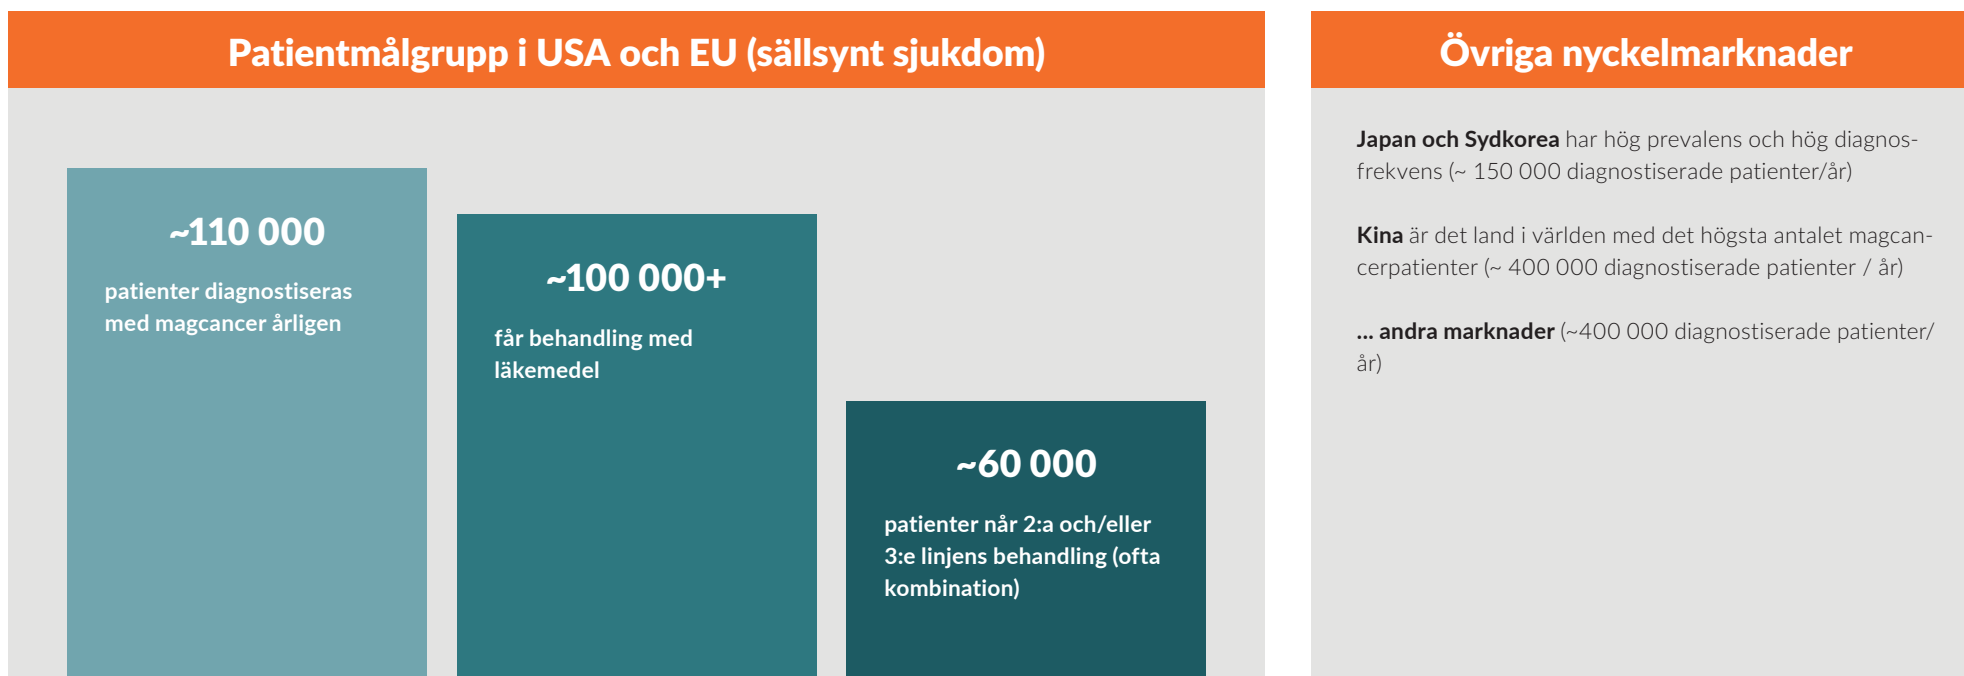 Patientmålgrupp i USA och EU (sällsynt sjukdom)
~110 000
patienter diagnostiseras
med magcancer årligen
~100 000+
får behandling med
läkemedel
~60 000
patienter når 2:a och/eller
3:e linjens behandling (ofta
kombination)
Övriga nyckelmarknader
Japan och Sydkorea har hög prevalens och hög diagnos-
frekvens (~ 150 000 diagnostiserade patienter/år)
Kina är det land i världen med det högsta antalet magcan-
cerpatienter (~ 400 000 diagnostiserade patienter / år)
... andra marknader (~400 000 diagnostiserade patienter/
år)